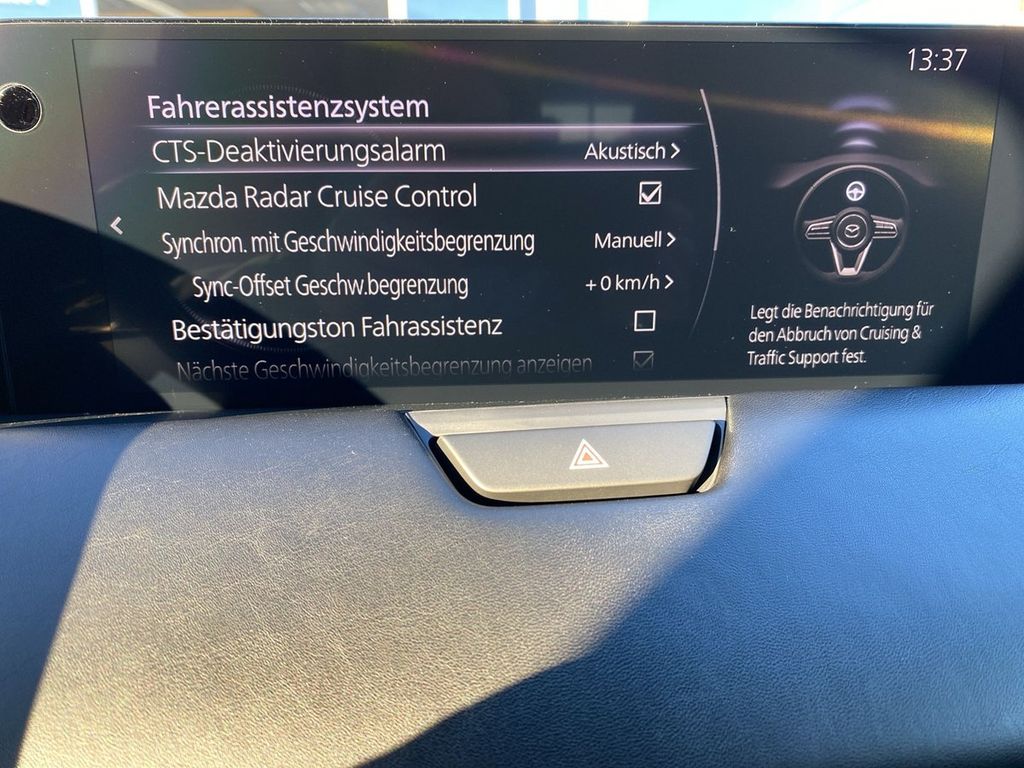 13:37
Fahrerassistenzsystem
CTS-Deaktivierungsalarm Akustisch
Mazda Radar Cruise Control
Synchron. mit Geschwindigkeitsbegrenzung Manuell
Sync-Offset Geschw.begrenzung + 0 km/h
Bestätigungston Fahrassistenz
Nächste Geschwindigkeitsbegrenzung anzeigen
Legt die Benachrichtigung für
den Abbruch von Cruising &
Traffic Support fest.